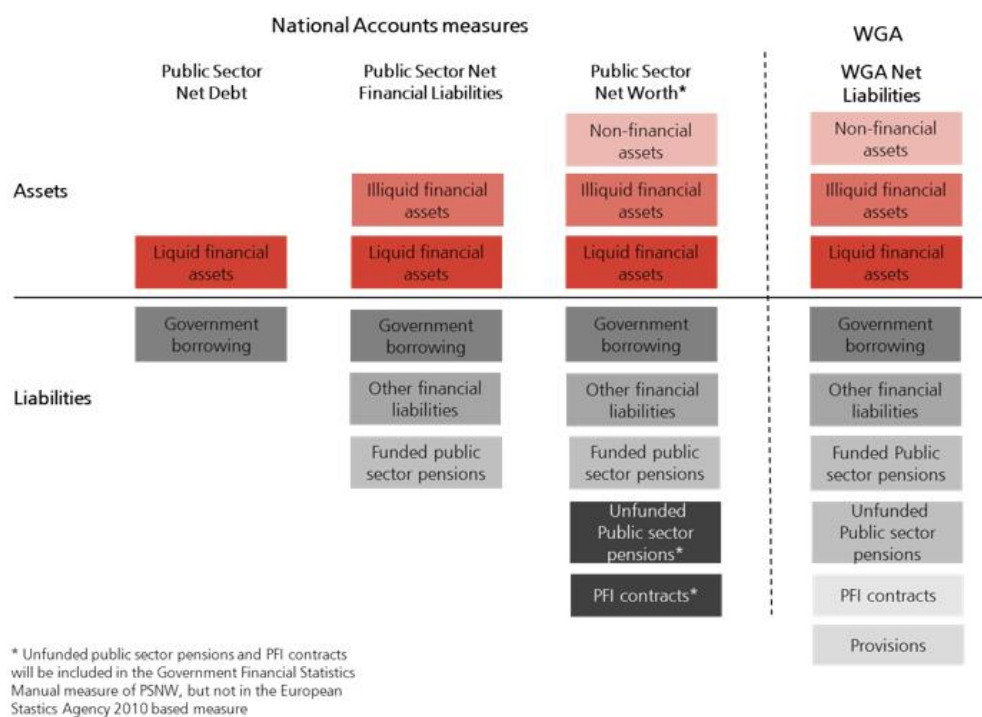 National Accounts measures
WGA
Public Sector
Net Debt
Public Sector Net
Financial Liabilities
Public Sector
Net Worth*
WGA Net
Liabilities
Non-financial
assets
Non-financial
assets
Assets
Illiquid financial
assets
Illiquid financial
assets
Illiquid financial
assets
Liquid financial
assets
Liquid financial
assets
Liquid financial
assets
Liquid financial
assets
Government
borrowing
Government
borrowing
Government
borrowing
Government
borrowing
Liabilities
Other financial
liabilities
Other financial
liabilities
Other financial
liabilities
Funded public
sector pensions
Funded public
sector pensions
Funded Public
sector pensions
Unfunded
Public sector
pensions*
Unfunded
Public sector
pensions
PFI contracts*
PFI contracts
Provisions
* Unfunded public sector pensions and PFI contracts
will be included in the Government Financial Statistics
Manual measure of PSNW, but not in the European
Stastics Agency 2010 based measure